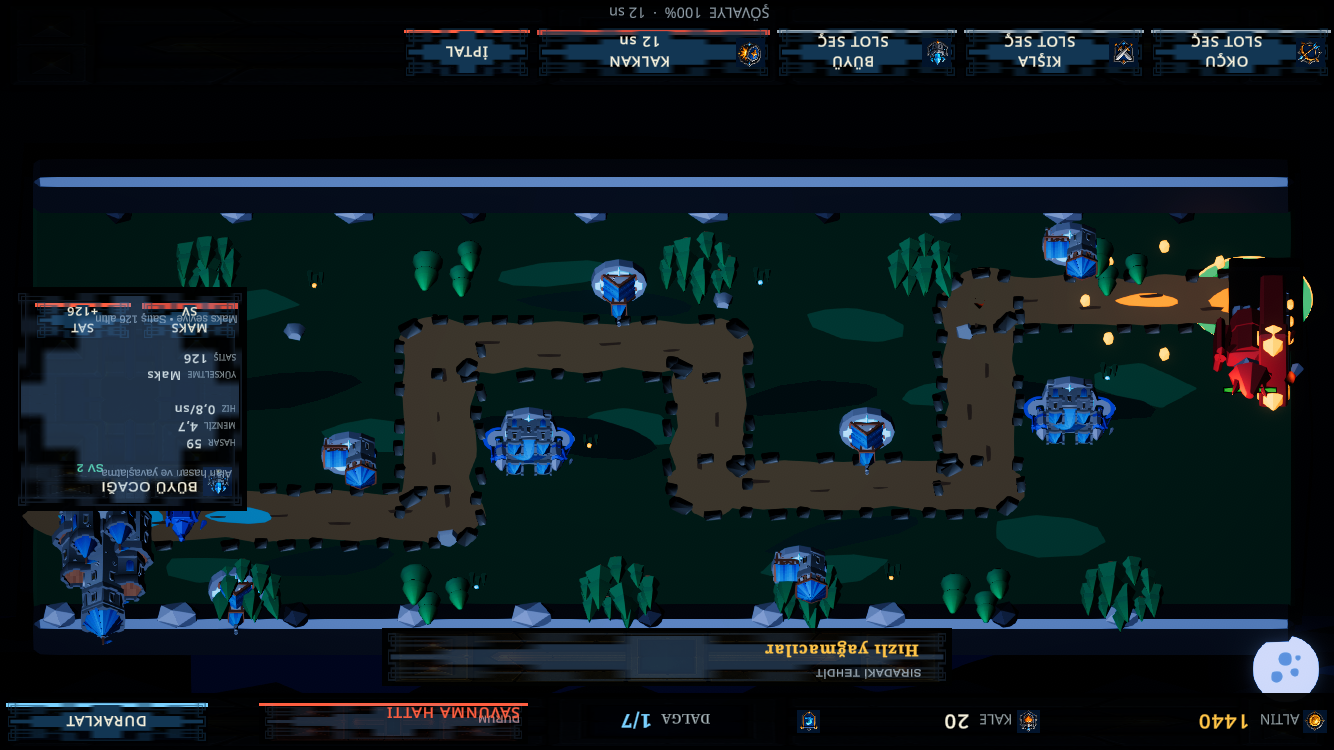 ALTIN 1440
KALE 20
DALGA 1/7
DURUM
SAVUNMA HATTI
DURAKLAT
SIRADAKİ TEHDİT
Hızlı yağmacılar
BÜYÜ OCAĞI
Alan hasarı ve yavaşlatma
SV 2
HASAR 59
MENZİL 4,7
HIZ 0,8/sn
YÜKSELTME Maks
SATIŞ 126
Maks seviye • Satış 126 altın
MAKS
SV
SAT
+126
OKÇU
SLOT SEÇ
KIŞLA
SLOT SEÇ
BÜYÜ
SLOT SEÇ
KALKAN
12 sn
İPTAL
ŞÖVALYE 100% · 12 sn